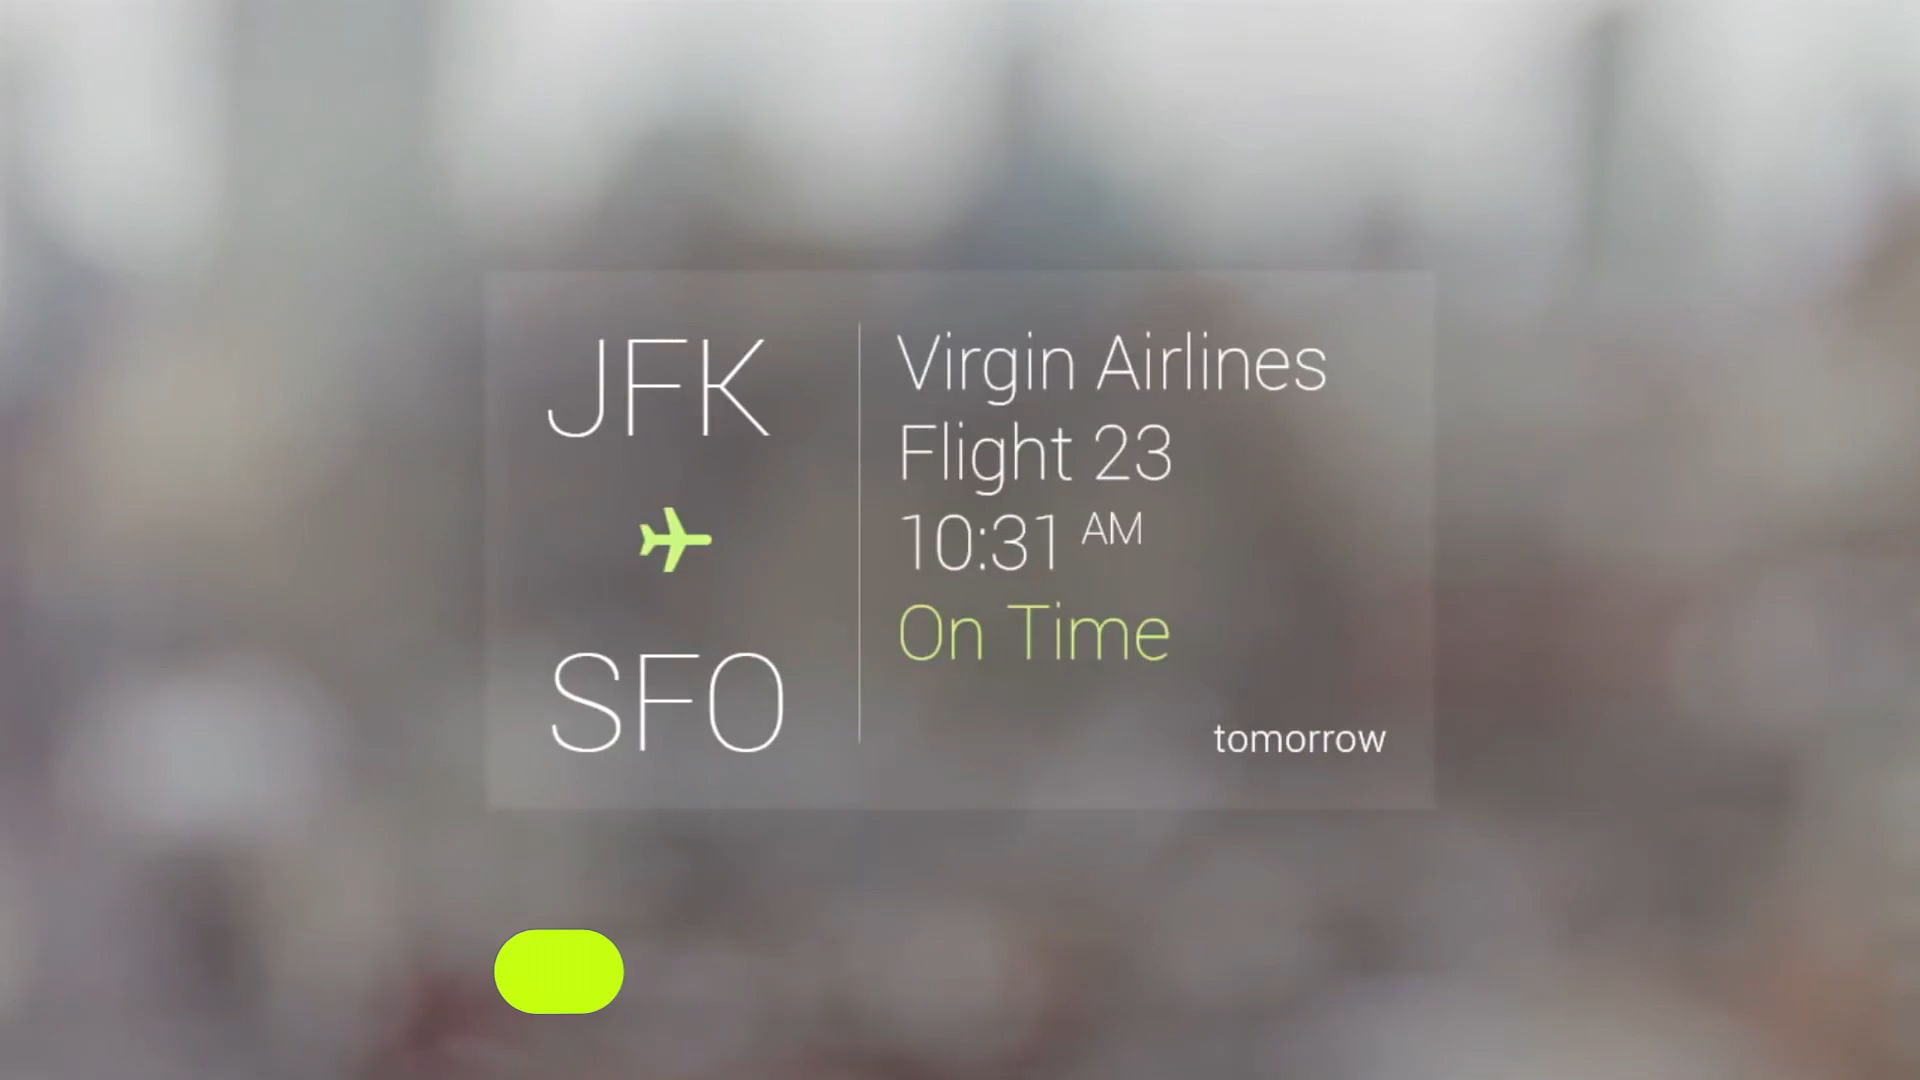 JFK
SFO
Virgin Airlines
Flight 23
10:31 AM
On Time
tomorrow